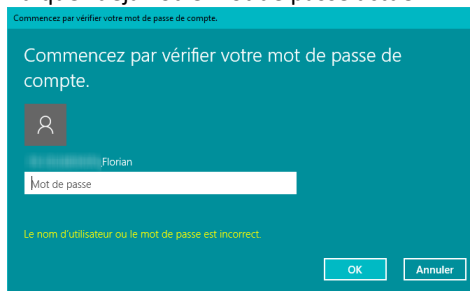 Commencez par vérifier votre mot de passe de compte.
Commencez par vérifier votre mot de passe de
compte.
Florian
Mot de passe
Le nom d'utilisateur ou le mot de passe est incorrect.
OK
Annuler